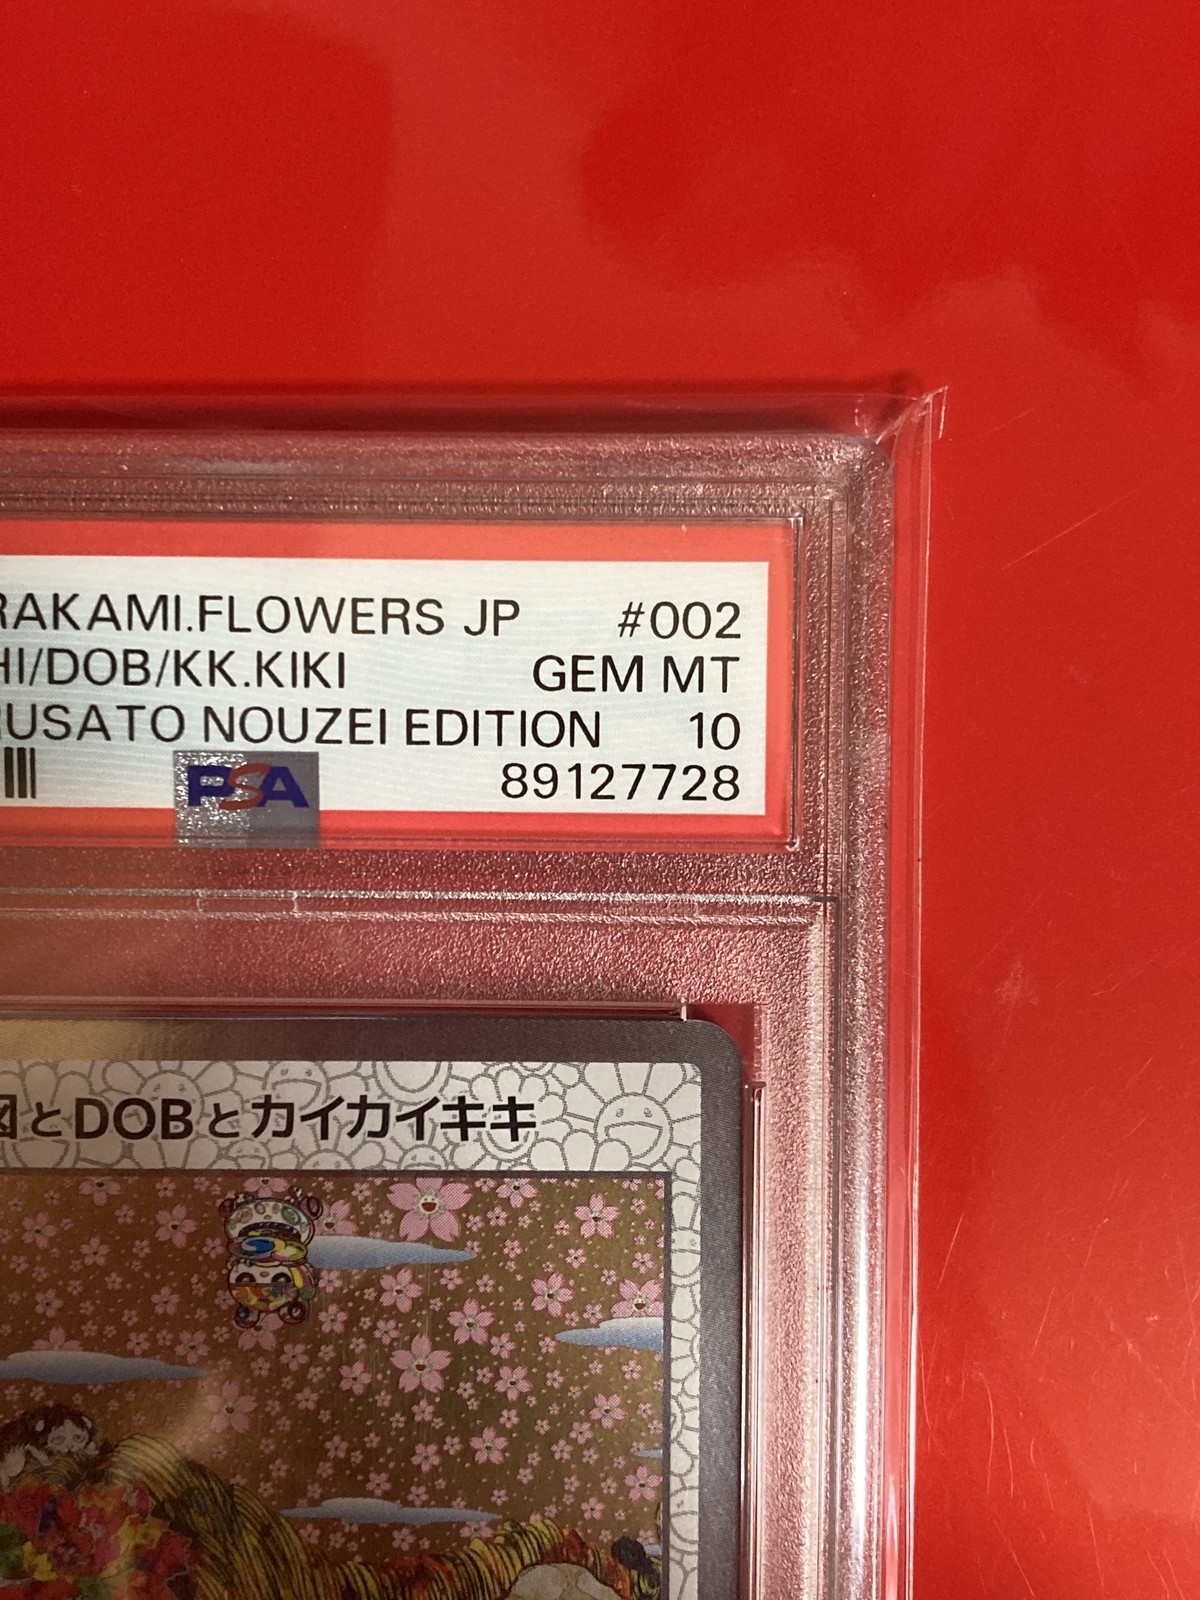 RAKAMI.FLOWERS JP #002
HI/DOB/KK.KIKI GEM MT
RUSATO NOUZEI EDITION 10
PSA 89127728
図とDOBとカイカイキキ